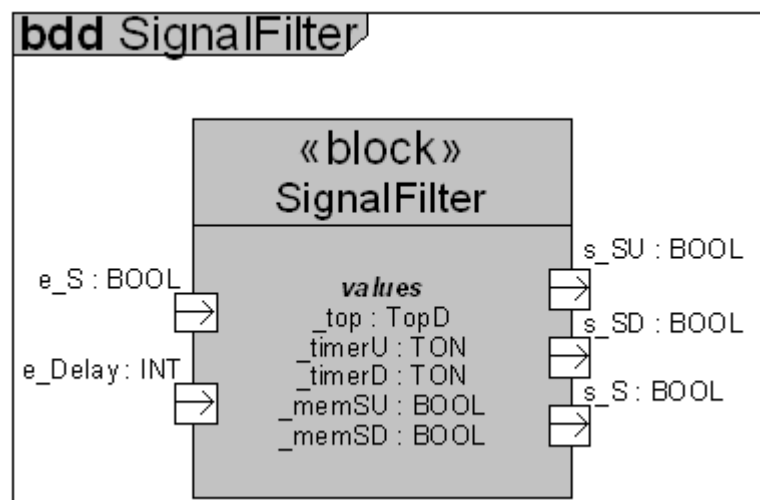 bdd SignalFilter
«block»
SignalFilter
e_S : BOOL
e_Delay : INT
values
_top : TopD
_timerU : TON
_timerD : TON
_memSU : BOOL
_memSD : BOOL
s_SU : BOOL
s_SD : BOOL
s_S : BOOL